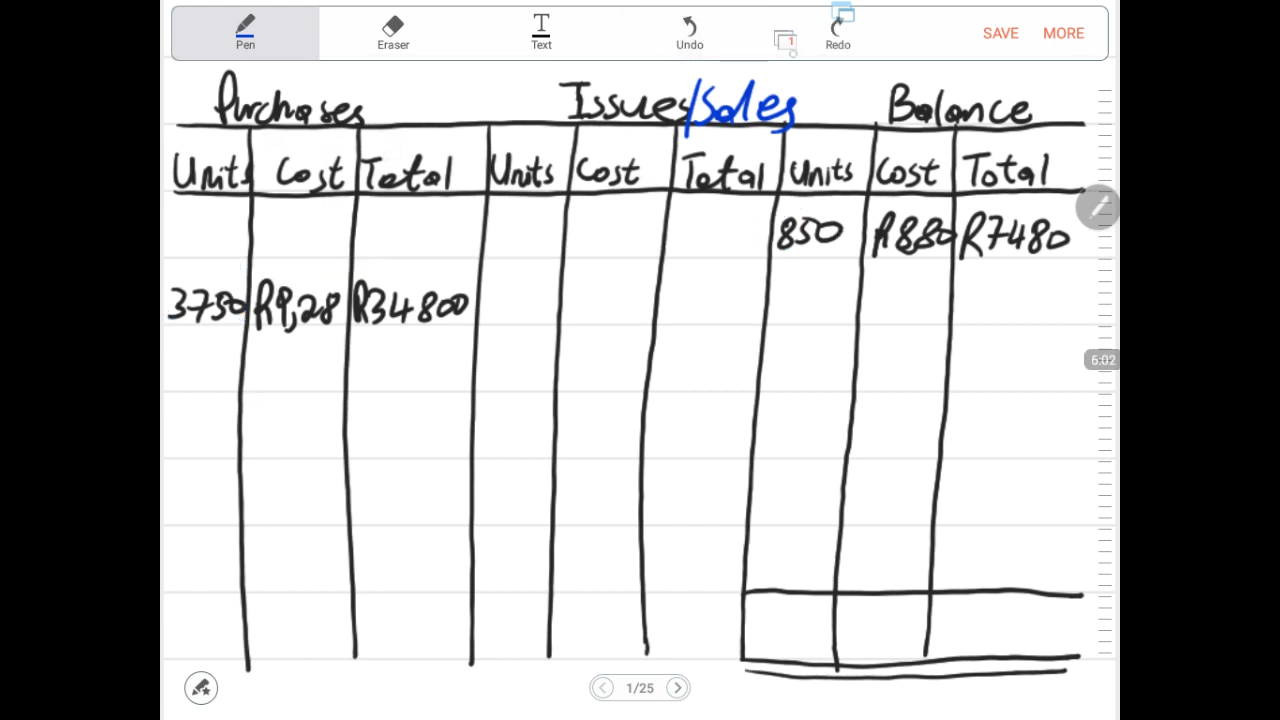 Pen Eraser Text Undo 1 Redo SAVE MORE
Purchases Issues/Sales Balance
Units Cost Total Units Cost Total Units Cost Total
850 R8,80 R7480
3750 R9,28 R34800
6:02
1/25